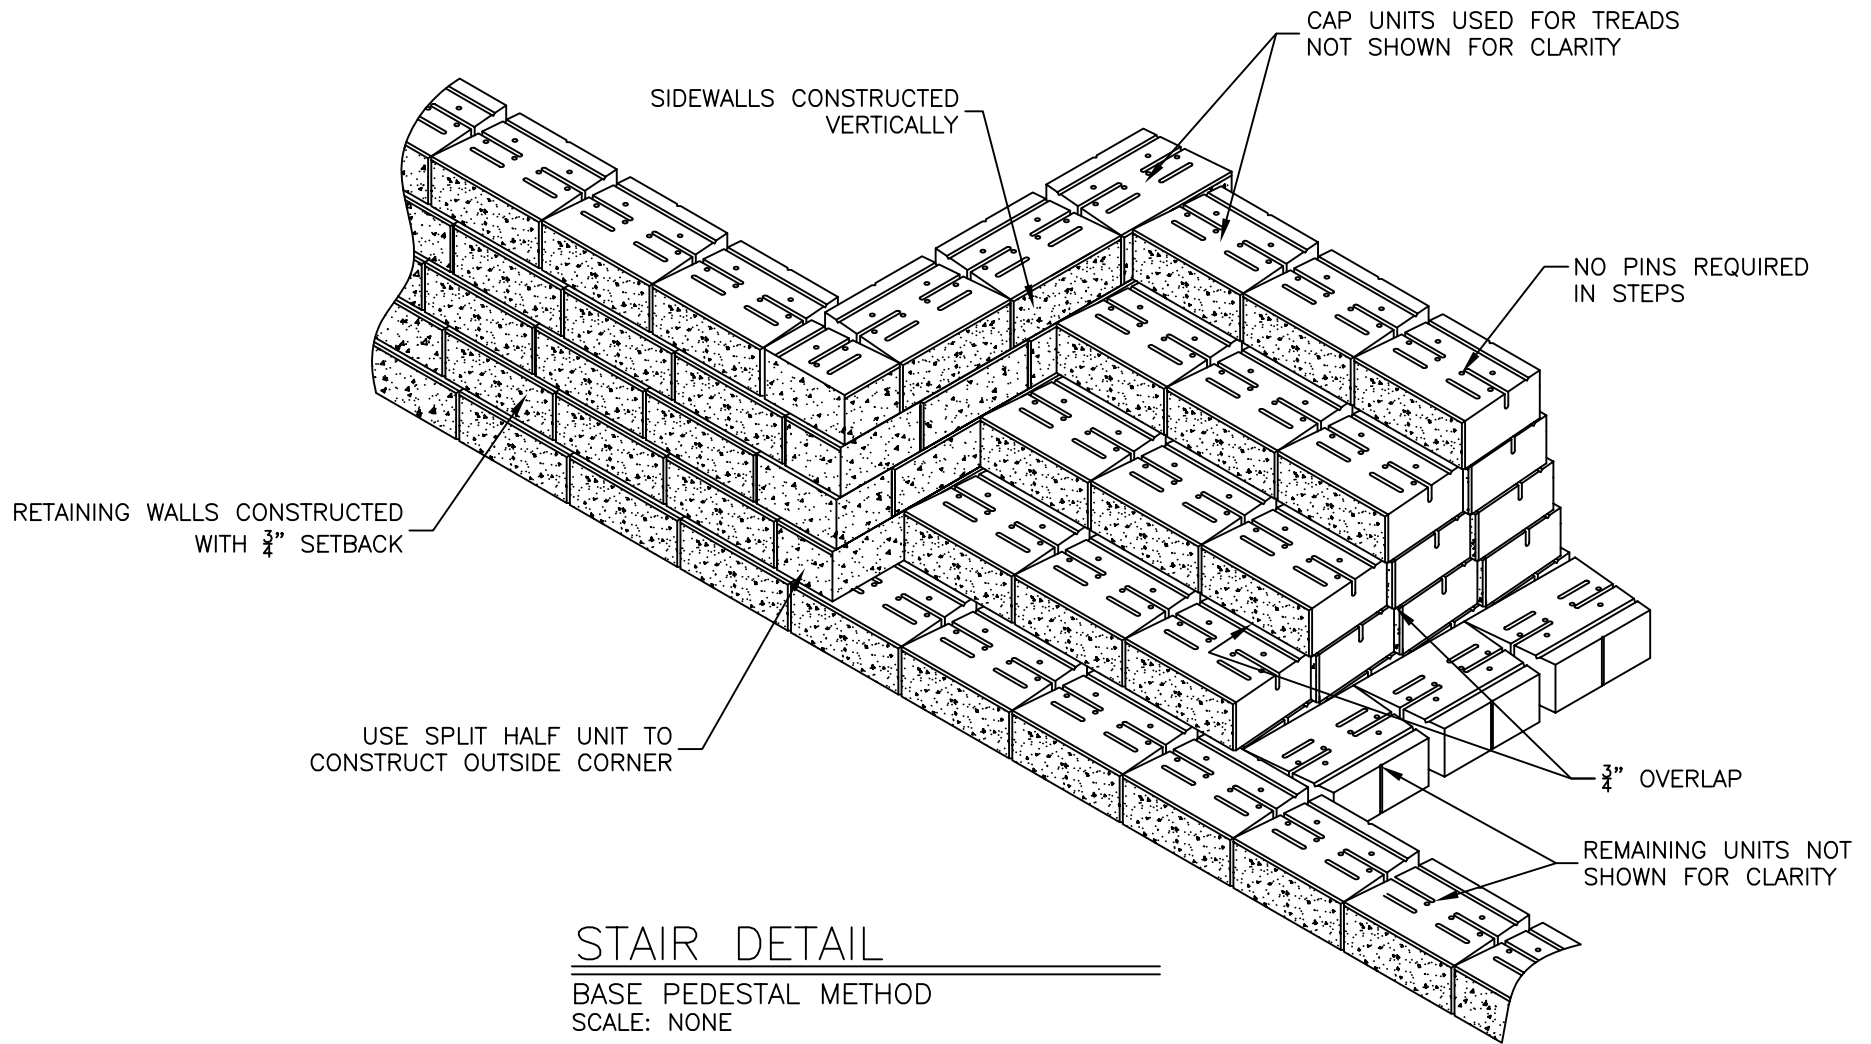 CAP UNITS USED FOR TREADS
NOT SHOWN FOR CLARITY
SIDEWALLS CONSTRUCTED
VERTICALLY
NO PINS REQUIRED
IN STEPS
RETAINING WALLS CONSTRUCTED
WITH 3/4" SETBACK
USE SPLIT HALF UNIT TO
CONSTRUCT OUTSIDE CORNER
3/4" OVERLAP
REMAINING UNITS NOT
SHOWN FOR CLARITY
STAIR DETAIL
BASE PEDESTAL METHOD
SCALE: NONE